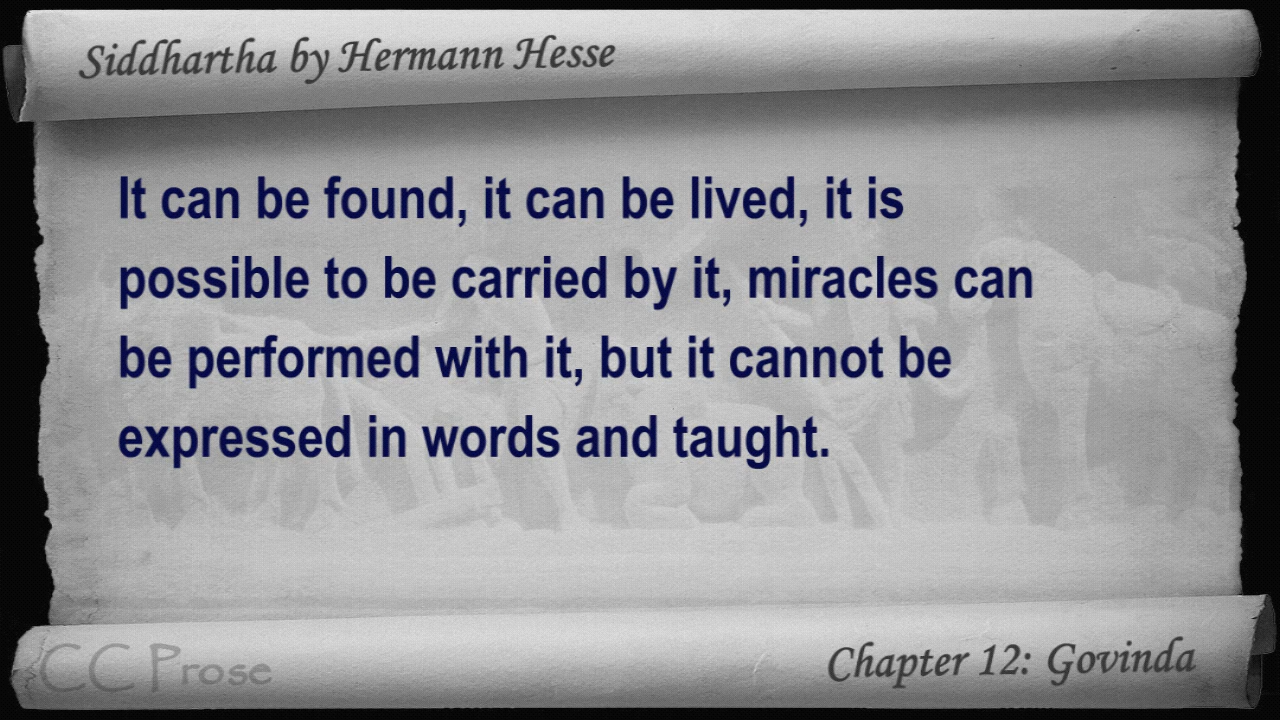 Siddhartha by Hermann Hesse
It can be found, it can be lived, it is
possible to be carried by it, miracles can
be performed with it, but it cannot be
expressed in words and taught.
CC Prose
Chapter 12: Govinda